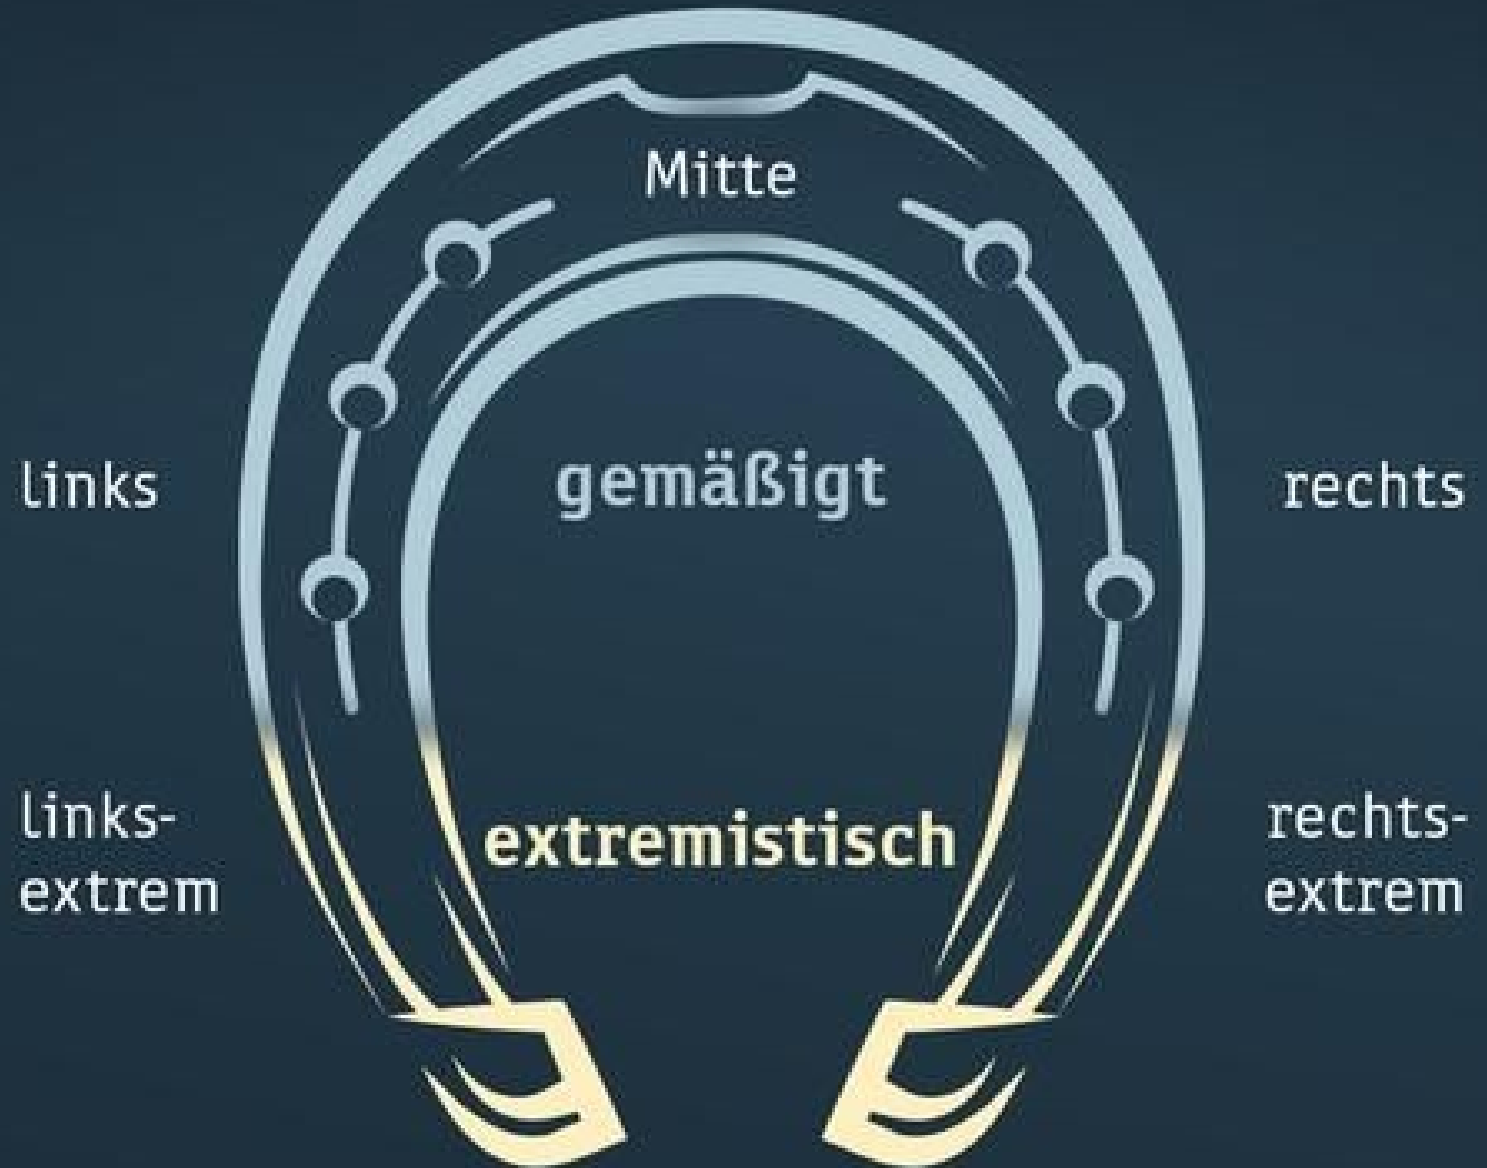 Mitte
links
gemäßigt
rechts
links-
extrem
extremistisch
rechts-
extrem